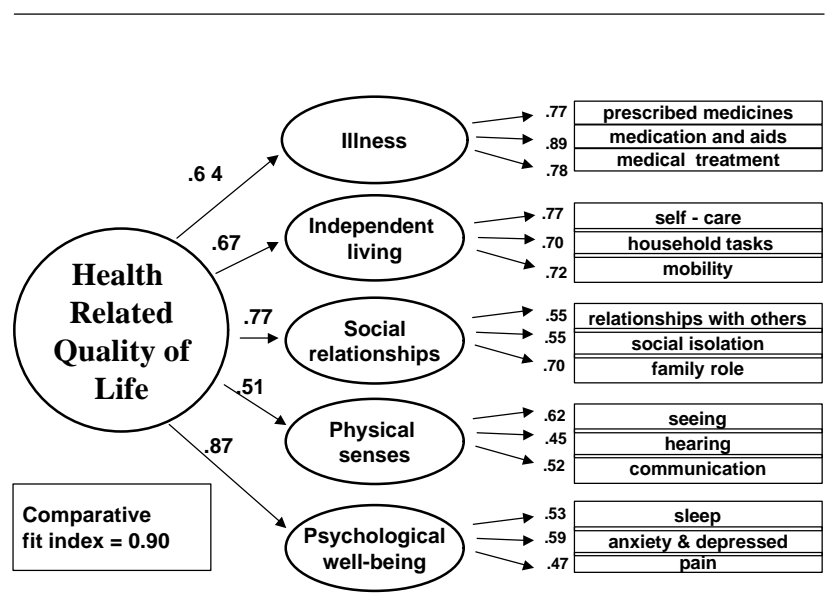 .77 prescribed medicines
Illness .89 medication and aids
.78 medical treatment
.6 4
Independent living
.77 self - care
.67
.70 household tasks
.72 mobility
Health
Related
Quality of
Life
.77
Social
relationships
.55 relationships with others
.55 social isolation
.70 family role
.51
Physical
senses
.62 seeing
.45 hearing
.52 communication
.87
Psychological
well-being
.53 sleep
.59 anxiety & depressed
.47 pain
Comparative
fit index = 0.90